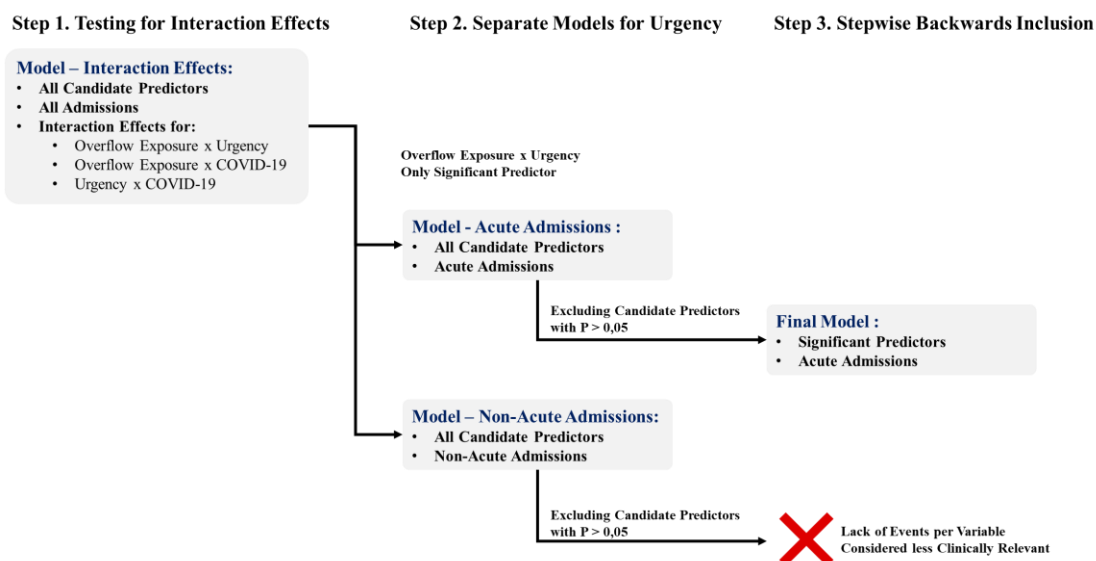 Step 1. Testing for Interaction Effects
Step 2. Separate Models for Urgency
Step 3. Stepwise Backwards Inclusion
Model – Interaction Effects:
• All Candidate Predictors
• All Admissions
• Interaction Effects for:
• Overflow Exposure x Urgency
• Overflow Exposure x COVID-19
• Urgency x COVID-19
Overflow Exposure x Urgency
Only Significant Predictor
Model - Acute Admissions :
• All Candidate Predictors
• Acute Admissions
Excluding Candidate Predictors
with P > 0,05
Final Model :
• Significant Predictors
• Acute Admissions
Model – Non-Acute Admissions:
• All Candidate Predictors
• Non-Acute Admissions
Excluding Candidate Predictors
with P > 0,05
Lack of Events per Variable
Considered less Clinically Relevant